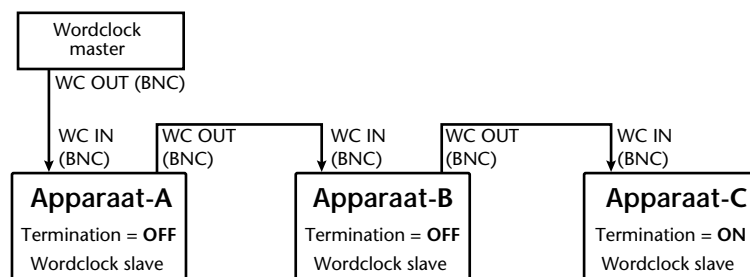 Wordclock
master
WC OUT (BNC)
WC IN
(BNC)
WC OUT
(BNC)
WC IN
(BNC)
WC OUT
(BNC)
WC IN
(BNC)
Apparaat-A
Termination = OFF
Wordclock slave
Apparaat-B
Termination = OFF
Wordclock slave
Apparaat-C
Termination = ON
Wordclock slave